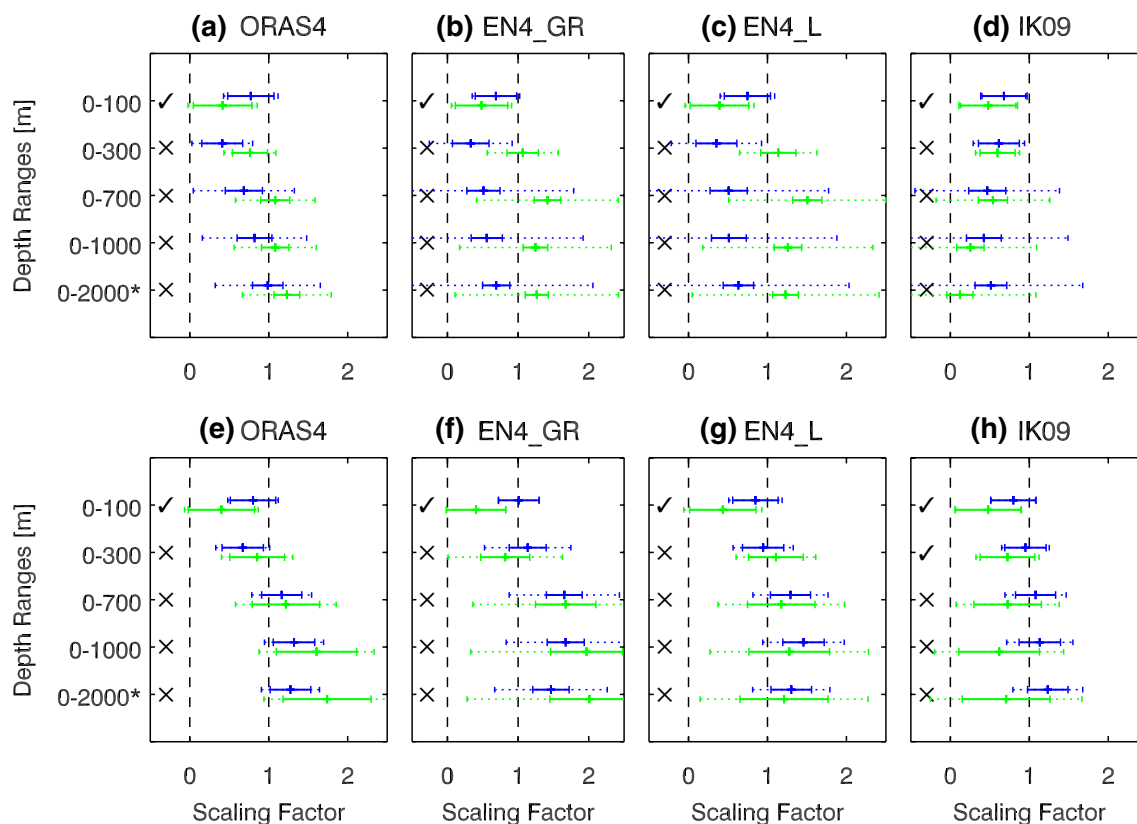 (a) ORAS4 (b) EN4_GR (c) EN4_L (d) IK09
Depth Ranges [m]
0-100 ✓ ✓ ✓ ✓
0-300 × × × ×
0-700 × × × ×
0-1000 × × × ×
0-2000* × × × ×
0 1 2 0 1 2 0 1 2 0 1 2
(e) ORAS4 (f) EN4_GR (g) EN4_L (h) IK09
Depth Ranges [m]
0-100 ✓ ✓ ✓ ✓
0-300 × × × ✓
0-700 × × × ×
0-1000 × × × ×
0-2000* × × × ×
0 1 2 0 1 2 0 1 2 0 1 2
Scaling Factor Scaling Factor Scaling Factor Scaling Factor